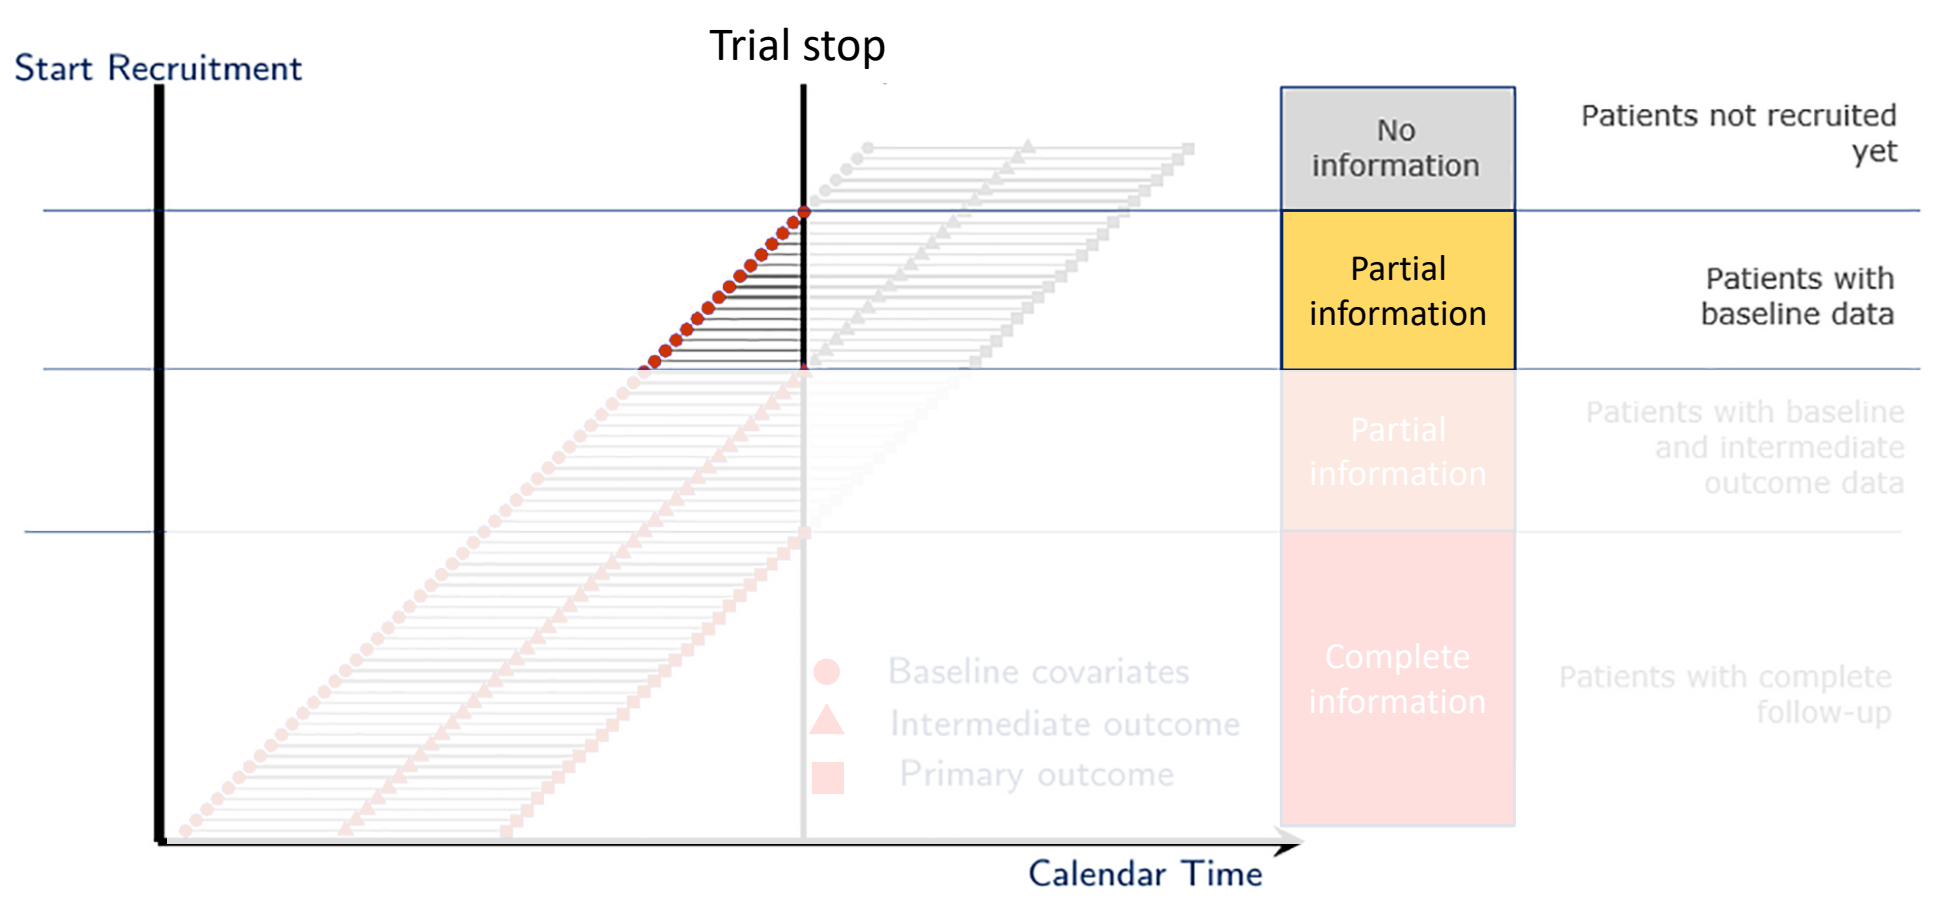 Trial stop
Start Recruitment
No
information
Patients not recruited
yet
Partial
information
Patients with
baseline data
Partial
information
Patients with baseline
and intermediate
outcome data
Complete
information
Patients with complete
follow-up
Baseline covariates
Intermediate outcome
Primary outcome
Calendar Time